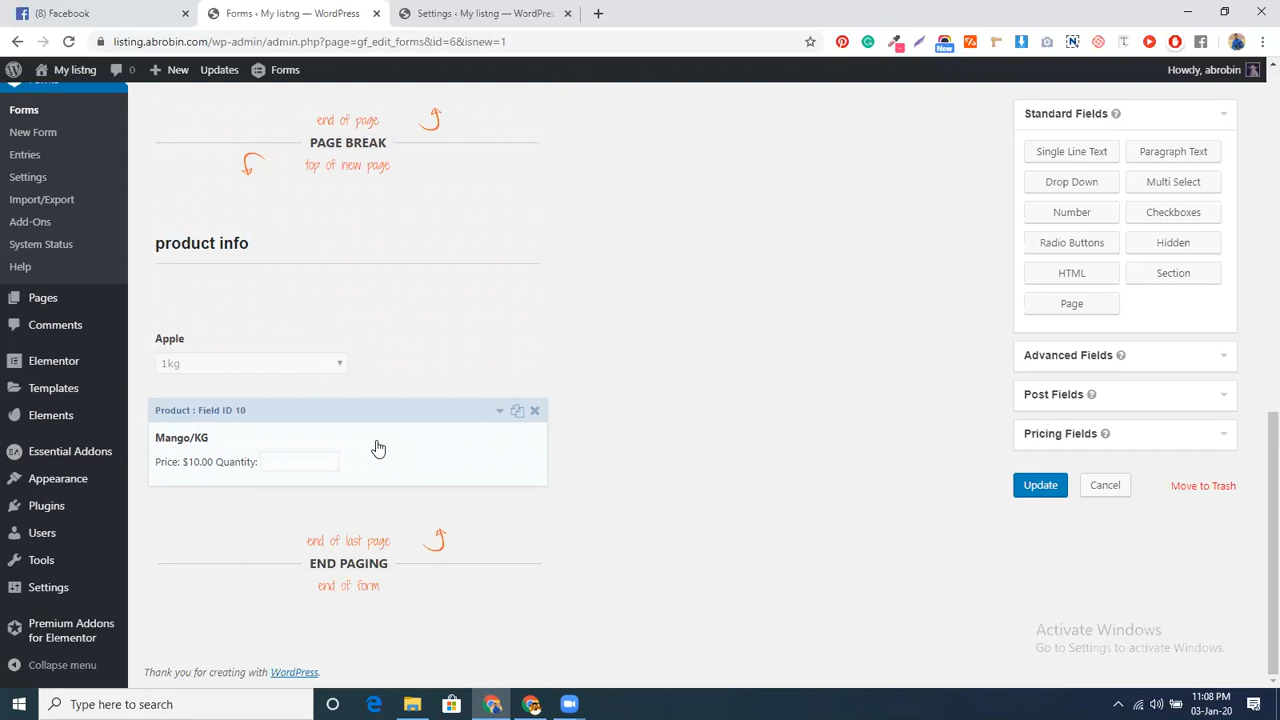 (8) Facebook
Forms ‹ My listng — WordPress
Settings ‹ My listng — WordPres
listing.abrobin.com/wp-admin/admin.php?page=gf_edit_forms&id=6&isnew=1
New
My listng
0
New
Updates
Forms
Howdy, abrobin
Forms
New Form
Entries
Settings
Import/Export
Add-Ons
System Status
Help
Pages
Comments
Elementor
Templates
Elements
Essential Addons
Appearance
Plugins
Users
Tools
Settings
Premium Addons
for Elementor
Collapse menu
end of page
PAGE BREAK
top of new page
product info
Apple
1kg
Product : Field ID 10
Mango/KG
Price: $10.00 Quantity:
end of last page
END PAGING
end of form
Thank you for creating with WordPress.
Standard Fields
Single Line Text
Paragraph Text
Drop Down
Multi Select
Number
Checkboxes
Radio Buttons
Hidden
HTML
Section
Page
Advanced Fields
Post Fields
Pricing Fields
Update
Cancel
Move to Trash
Activate Windows
Go to Settings to activate Windows.
Type here to search
11:08 PM
03-Jan-20